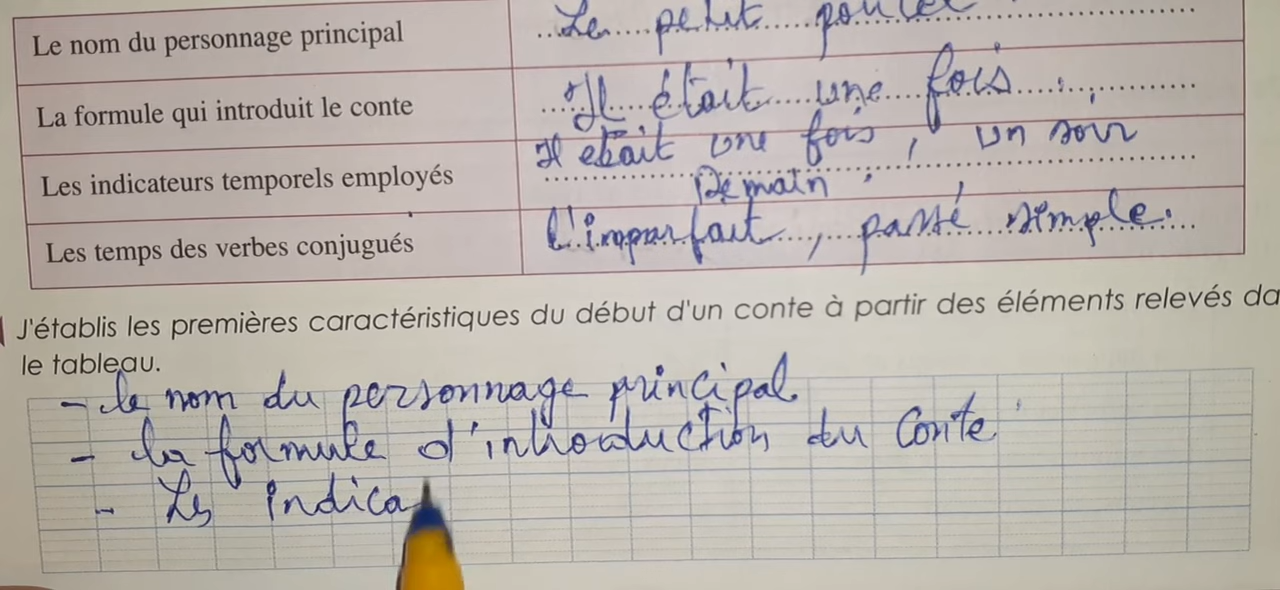 Le nom du personnage principal
Le petit poucet
La formule qui introduit le conte
Il était une fois
Les indicateurs temporels employés
Il etait une fois, un soir,
Demain
Les temps des verbes conjugués
L'imparfait, passé simple.
J'établis les premières caractéristiques du début d'un conte à partir des éléments relevés da
le tableau.
- le nom du personnage principal.
- la formule d'introduction du Conte
- Les indica